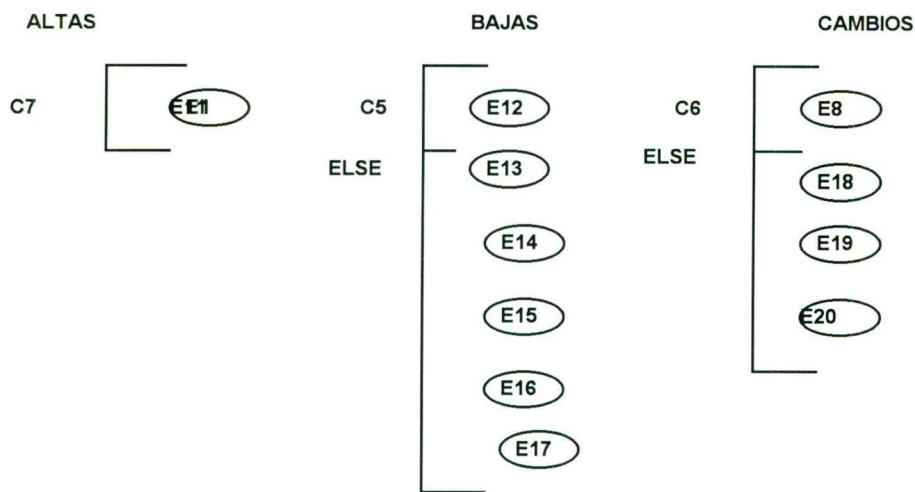 ALTAS BAJAS CAMBIOS
C7 C5 E12 C6 E8
ELSE E13 ELSE
E18
E14 E19
E15 E20
E16
E17